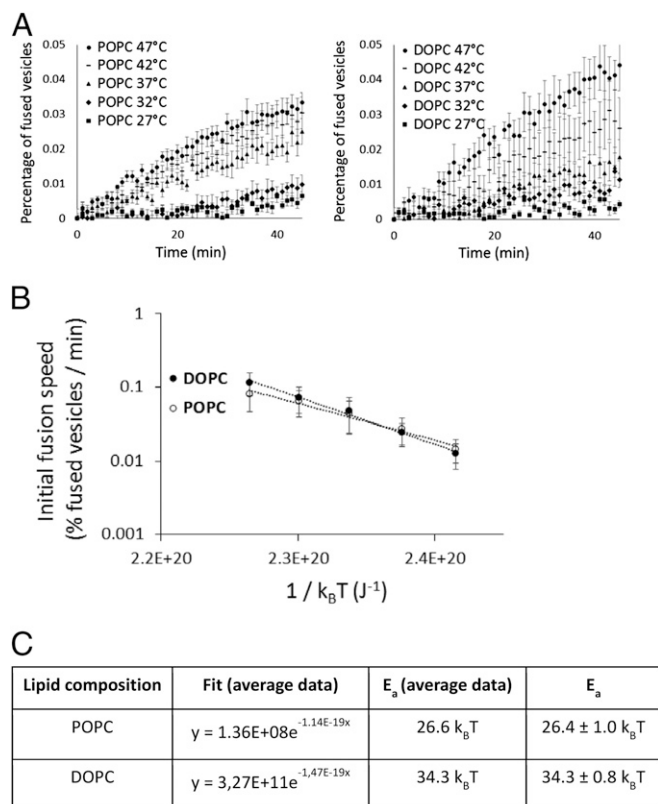 A
0.05
0.04
0.03
0.02
0.01
0
Percentage of fused vesicles
POPC 47°C
POPC 42°C
POPC 37°C
POPC 32°C
POPC 27°C
0
20
40
Time (min)
0.05
0.04
0.03
0.02
0.01
0
Percentage of fused vesicles
DOPC 47°C
DOPC 42°C
DOPC 37°C
DOPC 32°C
DOPC 27°C
0
20
40
Time (min)
B
Initial fusion speed
(% fused vesicles / min)
1
0.1
0.01
0.001
DOPC
POPC
2.2E+20
2.3E+20
2.4E+20
1 / kBT (J-1)
C
Lipid composition Fit (average data) Ea (average data) Ea
POPC y = 1.36E+08e-1.14E-19x 26.6 kBT 26.4 ± 1.0 kBT
DOPC y = 3,27E+11e-1,47E-19x 34.3 kBT 34.3 ± 0.8 kBT